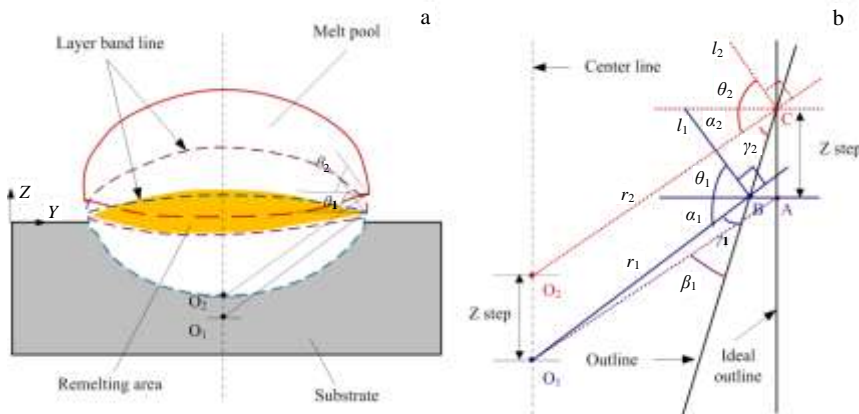 a
Layer band line
Melt pool
θ2
θ1
Z
Y
O2
O1
Remelting area
Substrate
b
Center line
l2
θ2
α2
C
l1
γ2
Z step
θ1
r2
α1
B
A
γ1
r1
O2
β1
Z step
O1
Outline
Ideal
outline